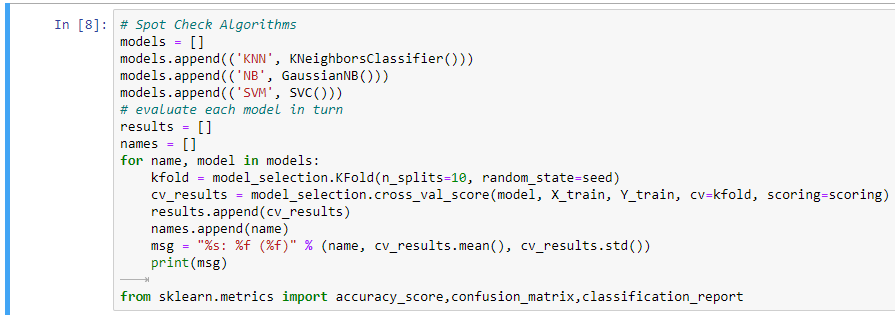 In [8]: # Spot Check Algorithms
models = []
models.append(('KNN', KNeighborsClassifier()))
models.append(('NB', GaussianNB()))
models.append(('SVM', SVC()))
# evaluate each model in turn
results = []
names = []
for name, model in models:
    kfold = model_selection.KFold(n_splits=10, random_state=seed)
    cv_results = model_selection.cross_val_score(model, X_train, Y_train, cv=kfold, scoring=scoring)
    results.append(cv_results)
    names.append(name)
    msg = "%s: %f (%f)" % (name, cv_results.mean(), cv_results.std())
    print(msg)
from sklearn.metrics import accuracy_score,confusion_matrix,classification_report